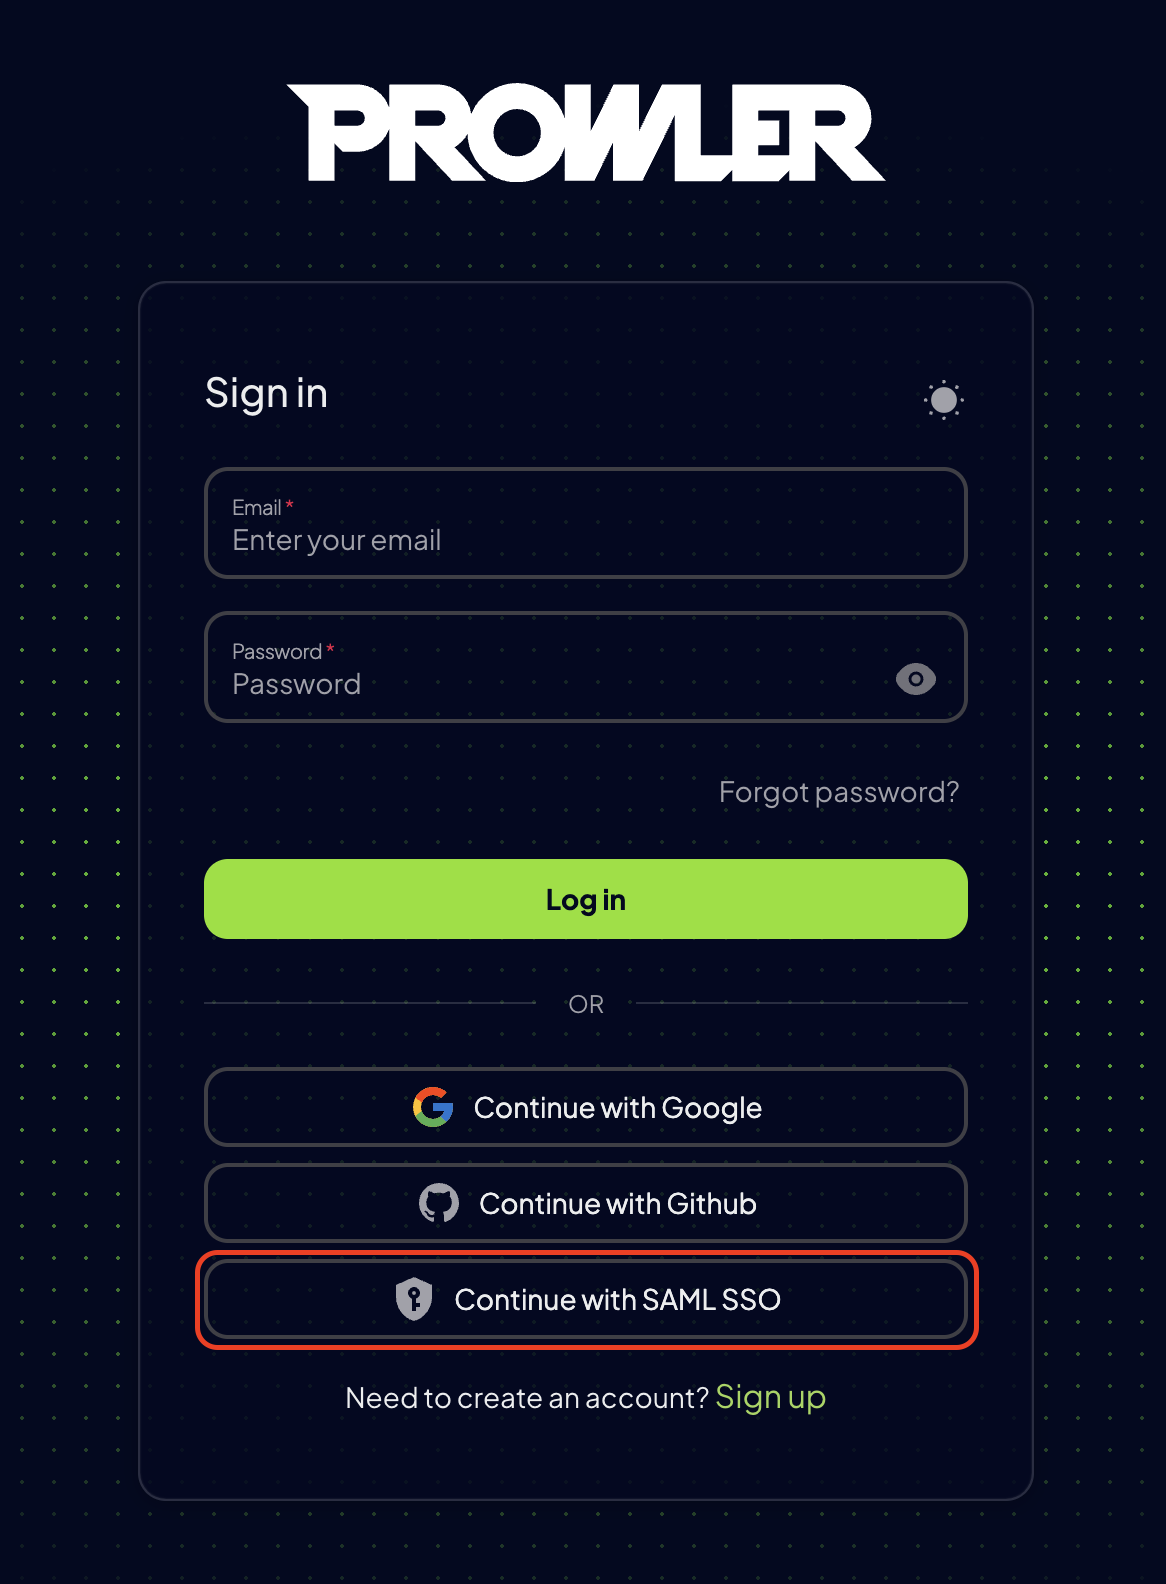 PROWLER
Sign in
Email *
Enter your email
Password *
Password
Forgot password?
Log in
OR
Continue with Google
Continue with Github
Continue with SAML SSO
Need to create an account? Sign up